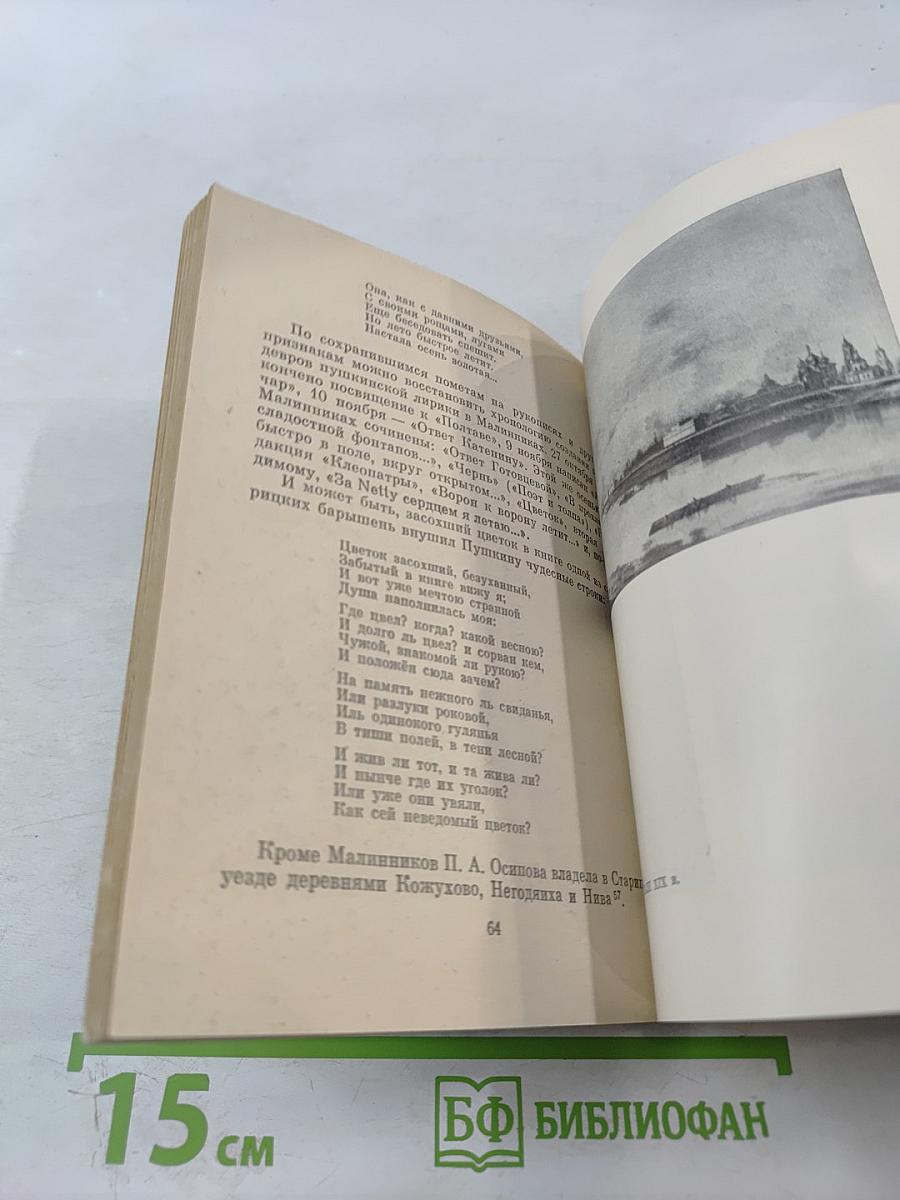 Она, как с давними друзьями,
С своими рощами, лугами
Еще беседовать спешит.
Но лето быстрое летит.
Настала осень золотая...
По сохранившимся пометам на рукописях и
признакам можно восстановить хронологию создания
девров пушкинской лирики в Малинниках. 27 октября
кончено посвящение к «Полтаве», 9 ноября написан
чар», 10 ноября — «Ответ Катенину». Этой же осенью
Малинниках сочинены: «Ответ Готовцевой»,
сладостной фонтанов...», «Чернь» («Поэт и толпа»),
быстро в поле, вкруг открытом...», «Цветок», вторая
дакция «Клеопатры», «Ворон к ворону летит...» и, по-
димому, «За Netty сердцем я летаю...».
И может быть, засохший цветок в книге одной из
рицких барышень внушил Пушкину чудесные строки:
Цветок засохший, безуханный,
Забытый в книге вижу я;
И вот уже мечтою странной
Душа наполнилась моя:
Где цвел? когда? какой весною?
И долго ль цвел? и сорван кем,
Чужой, знакомой ли рукою?
И положён сюда зачем?
На память нежного ль свиданья,
Или разлуки роковой,
Иль одинокого гулянья
В тиши полей, в тени лесной?
И жив ли тот, и та жива ли?
И нынче где их уголок?
Или уже они увяли,
Как сей неведомый цветок?
Кроме Малинников П. А. Осипова владела в Стариц
уезде деревнями Кожухово, Негодяиха и Нива⁵⁷.
XIX в.
64
15 см
БФ БИБЛИОФАН